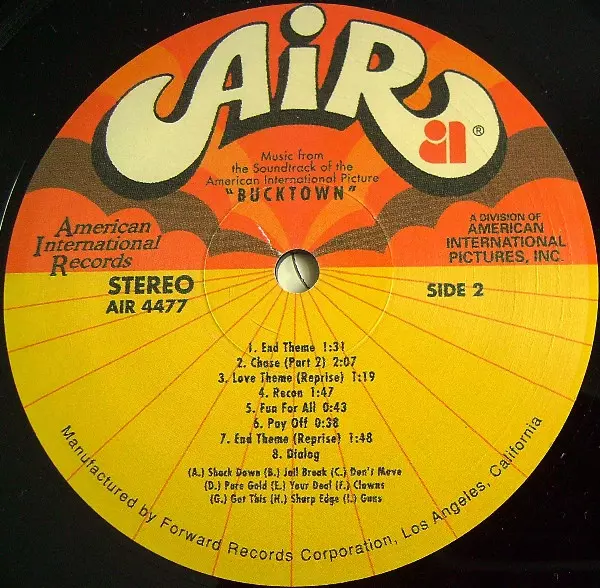 AiR
a ®
Music from
the Soundtrack of the
American International Picture
"BUCKTOWN"
American
International
Records
A DIVISION OF
AMERICAN
INTERNATIONAL
PICTURES, INC.
STEREO
AIR 4477
SIDE 2
1. End Theme 1:31
2. Chase (Part 2) 2:07
3. Love Theme (Reprise) 1:19
4. Recon 1:47
5. Fun For All 0:43
6. Pay Off 0:38
7. End Theme (Reprise) 1:48
8. Dialog
(A.) Shack Down (B.) Jail Break (C.) Don's Move
(D.) Pure Gold (E.) Your Deal (F.) Clowns
(G.) Got This (H.) Sharp Edge (I.) Guns
Manufactured by Forward Records Corporation, Los Angeles, California